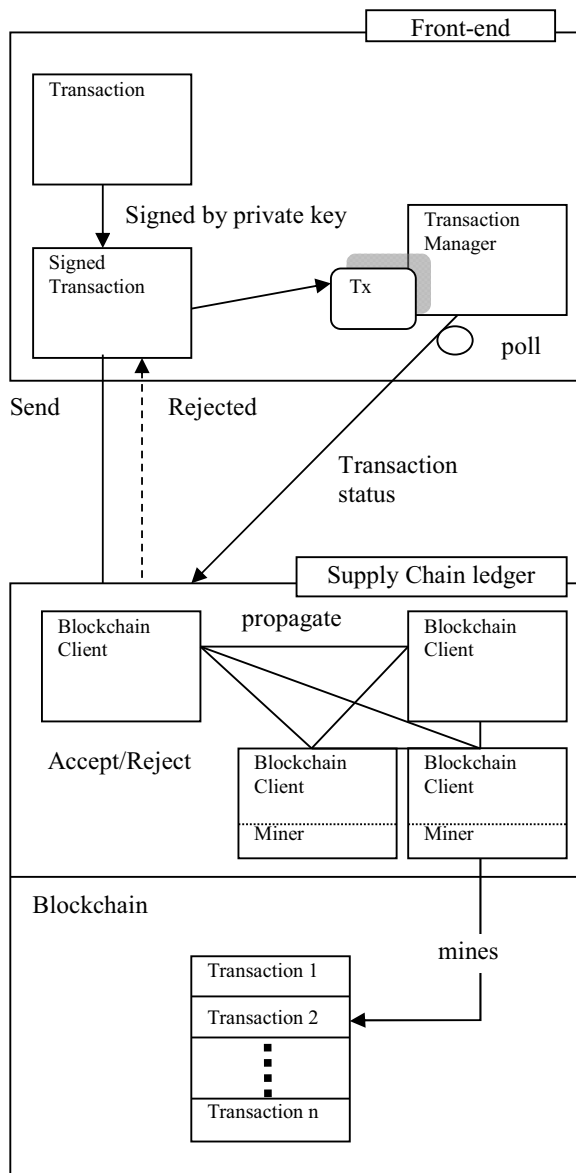 Front-end
Transaction
Signed by private key
Signed
Transaction
Tx
Transaction
Manager
poll
Send
Rejected
Transaction
status
Supply Chain ledger
Blockchain
Client
propagate
Blockchain
Client
Accept/Reject
Blockchain
Client
Miner
Blockchain
Client
Miner
Blockchain
mines
Transaction 1
Transaction 2
Transaction n